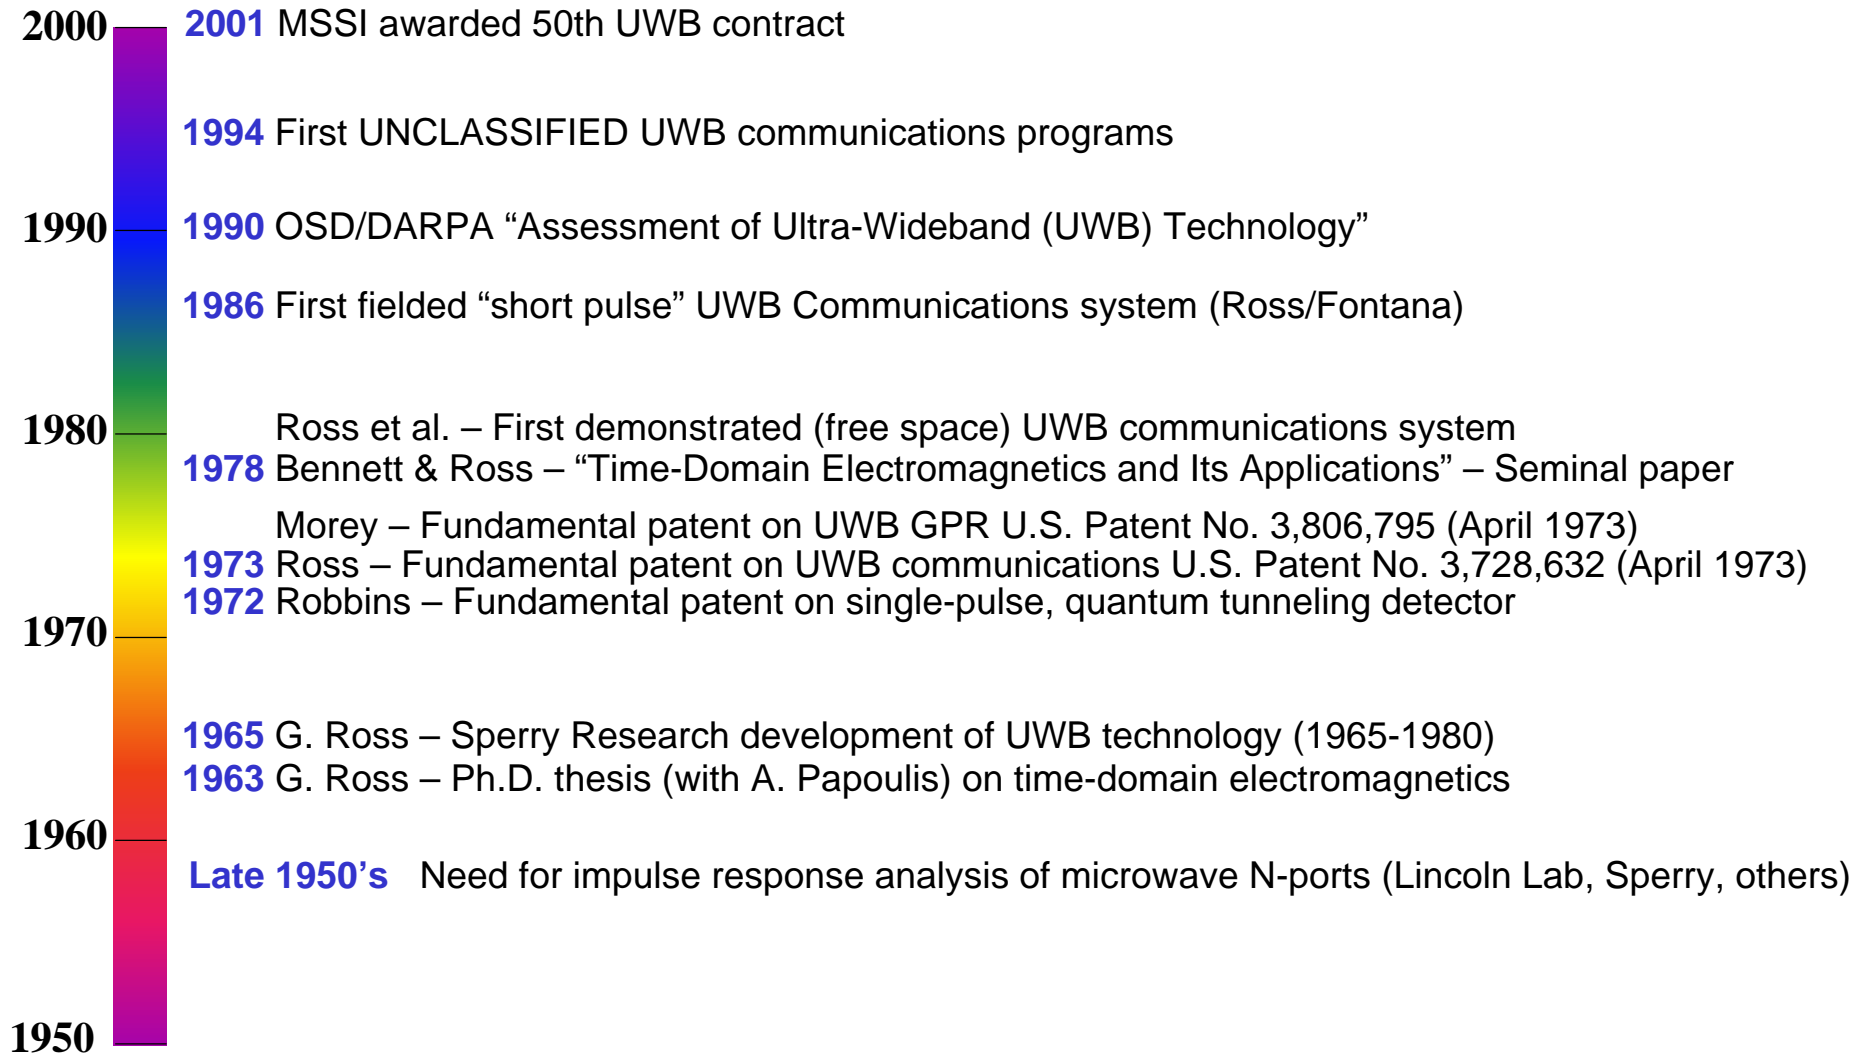 2000
2001 MSSI awarded 50th UWB contract
1994 First UNCLASSIFIED UWB communications programs
1990
1990 OSD/DARPA “Assessment of Ultra-Wideband (UWB) Technology”
1986 First fielded “short pulse” UWB Communications system (Ross/Fontana)
1980
Ross et al. – First demonstrated (free space) UWB communications system
1978 Bennett & Ross – “Time-Domain Electromagnetics and Its Applications” – Seminal paper
Morey – Fundamental patent on UWB GPR U.S. Patent No. 3,806,795 (April 1973)
1973 Ross – Fundamental patent on UWB communications U.S. Patent No. 3,728,632 (April 1973)
1972 Robbins – Fundamental patent on single-pulse, quantum tunneling detector
1970
1965 G. Ross – Sperry Research development of UWB technology (1965-1980)
1963 G. Ross – Ph.D. thesis (with A. Papoulis) on time-domain electromagnetics
1960
Late 1950’s Need for impulse response analysis of microwave N-ports (Lincoln Lab, Sperry, others)
1950